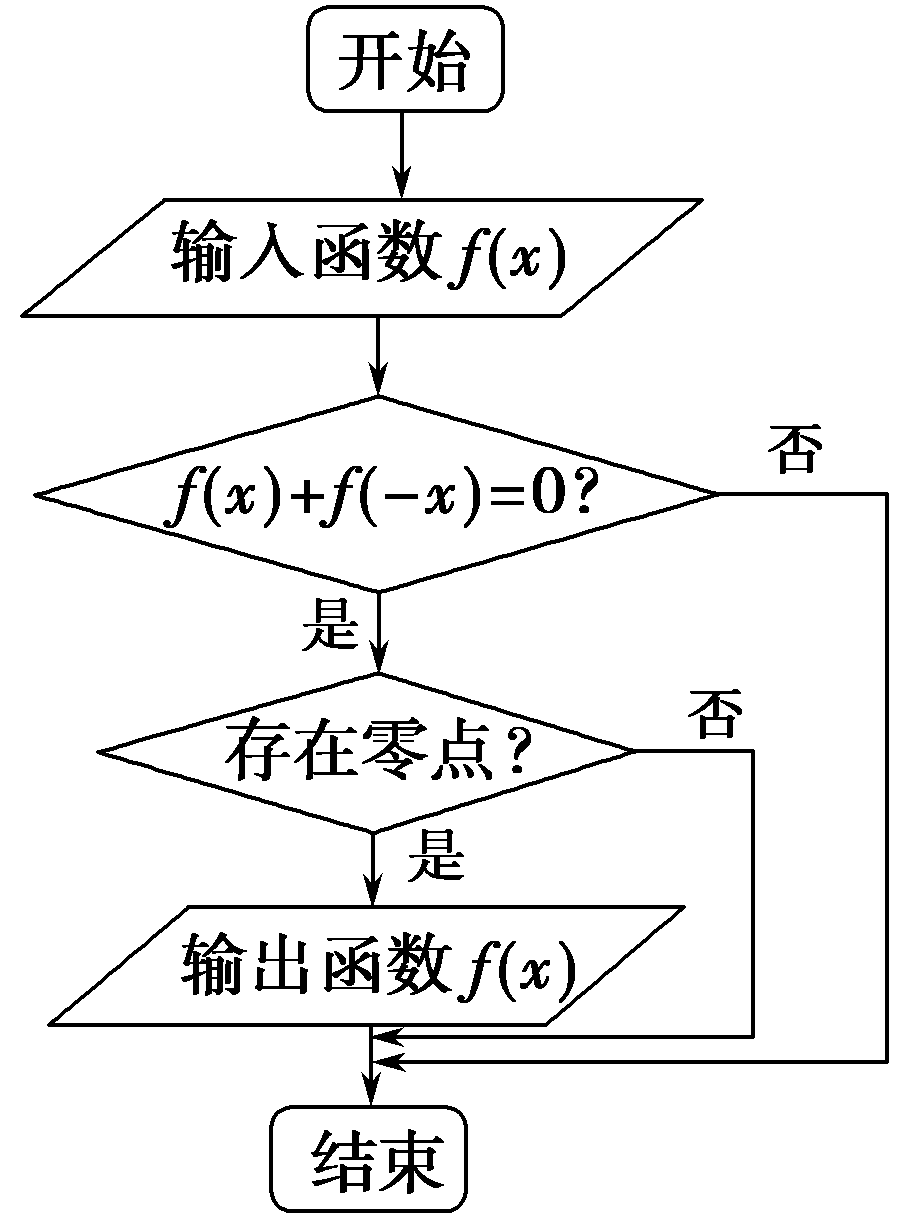 开始
输入函数f(x)
f(x)+f(-x)=0?
否
是
存在零点?
否
是
输出函数f(x)
结束